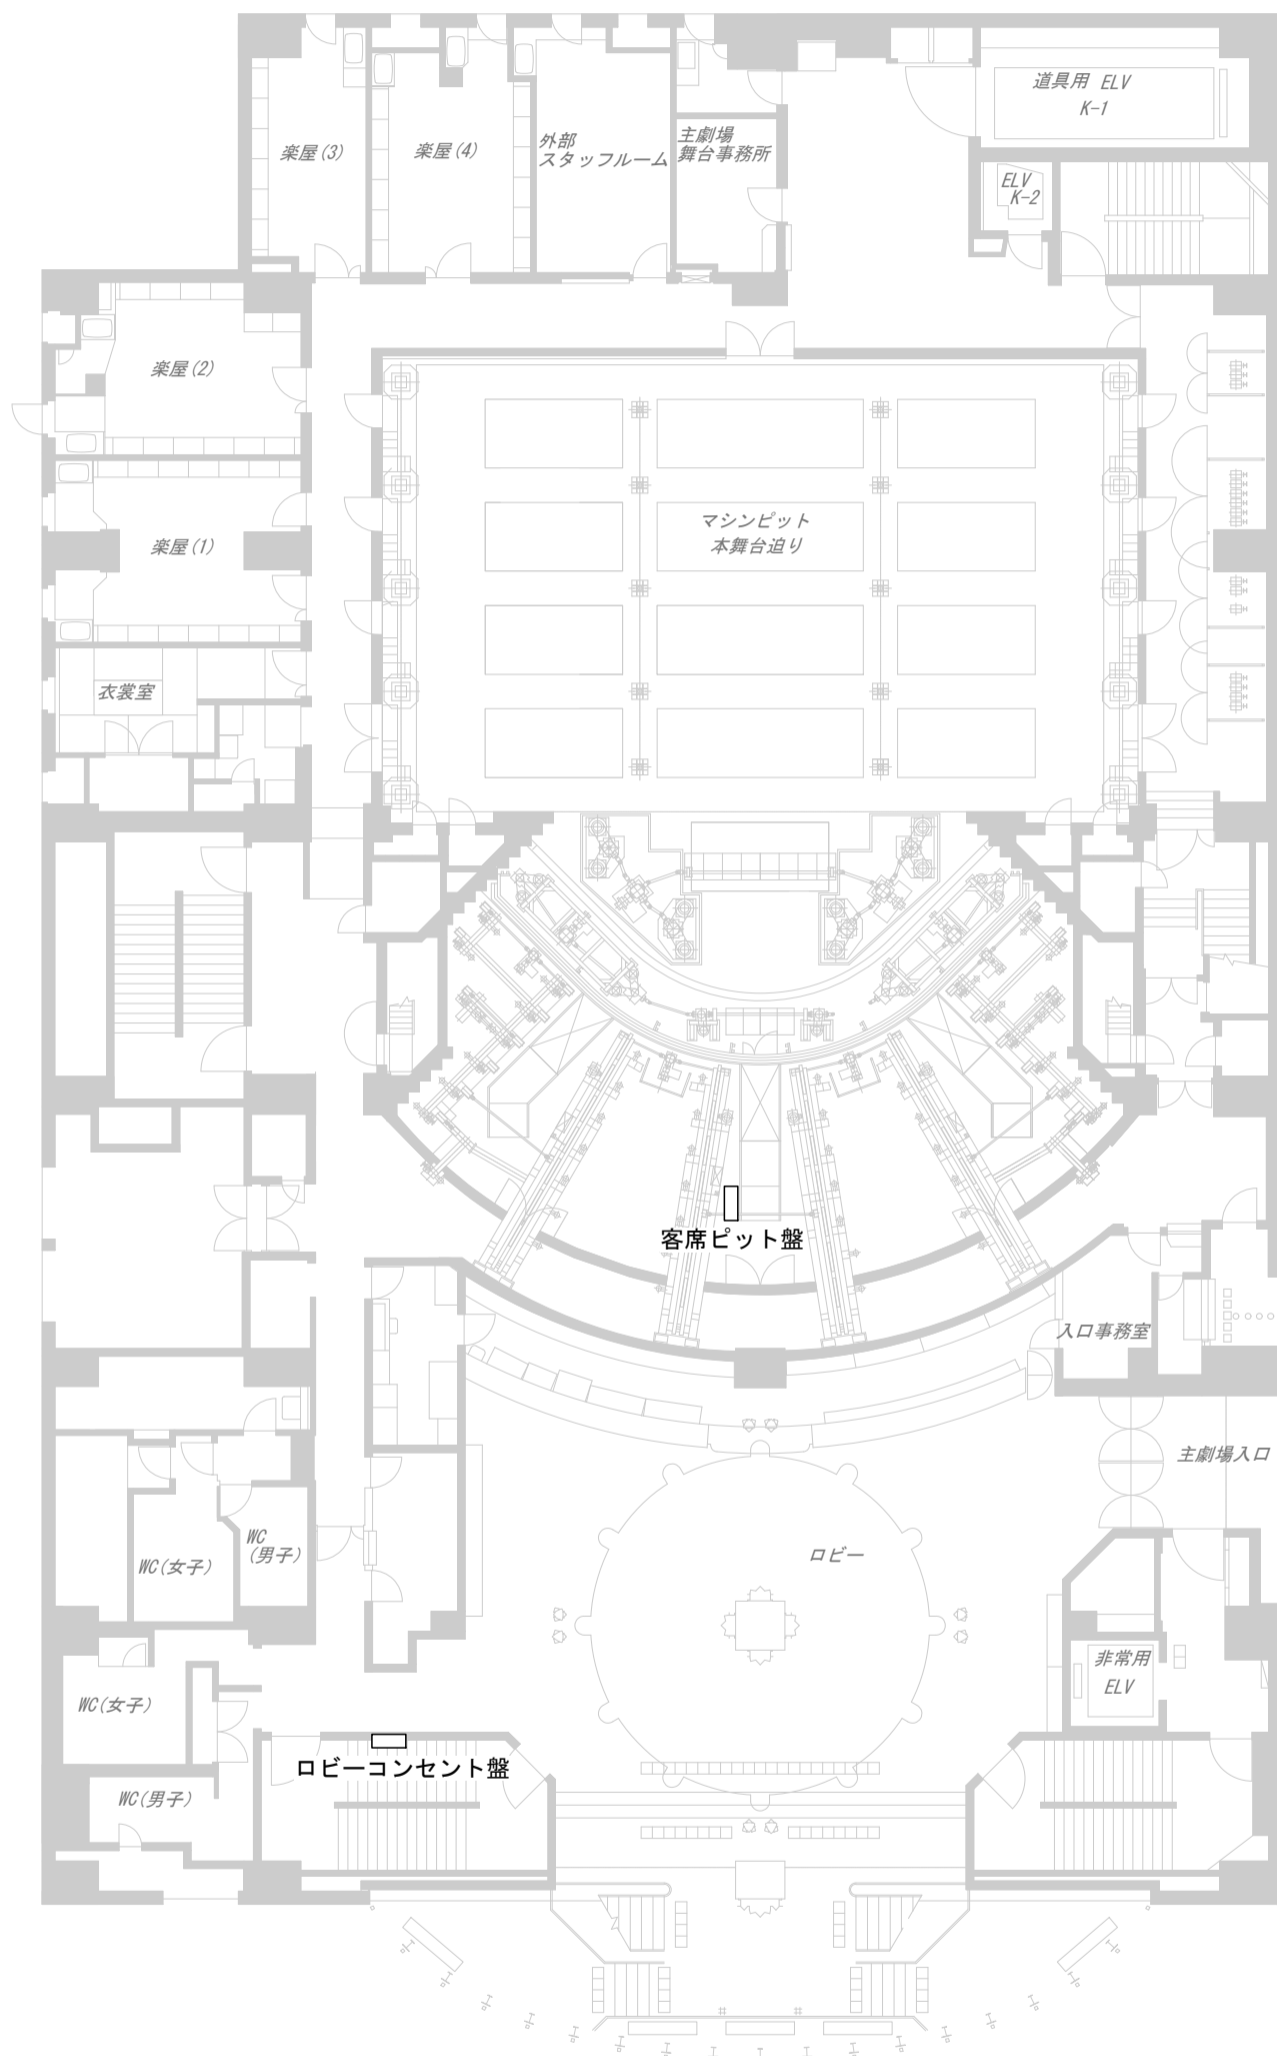 道具用 ELV
K-1
楽屋(3)
楽屋(4)
外部
スタッフルーム
主劇場
舞台事務所
ELV
K-2
楽屋(2)
マシンピット
本舞台迫り
楽屋(1)
衣裳室
客席ピット盤
入口事務室
主劇場入口
WC
(男子)
WC(女子)
ロビー
非常用
ELV
WC(女子)
ロビーコンセント盤
WC(男子)